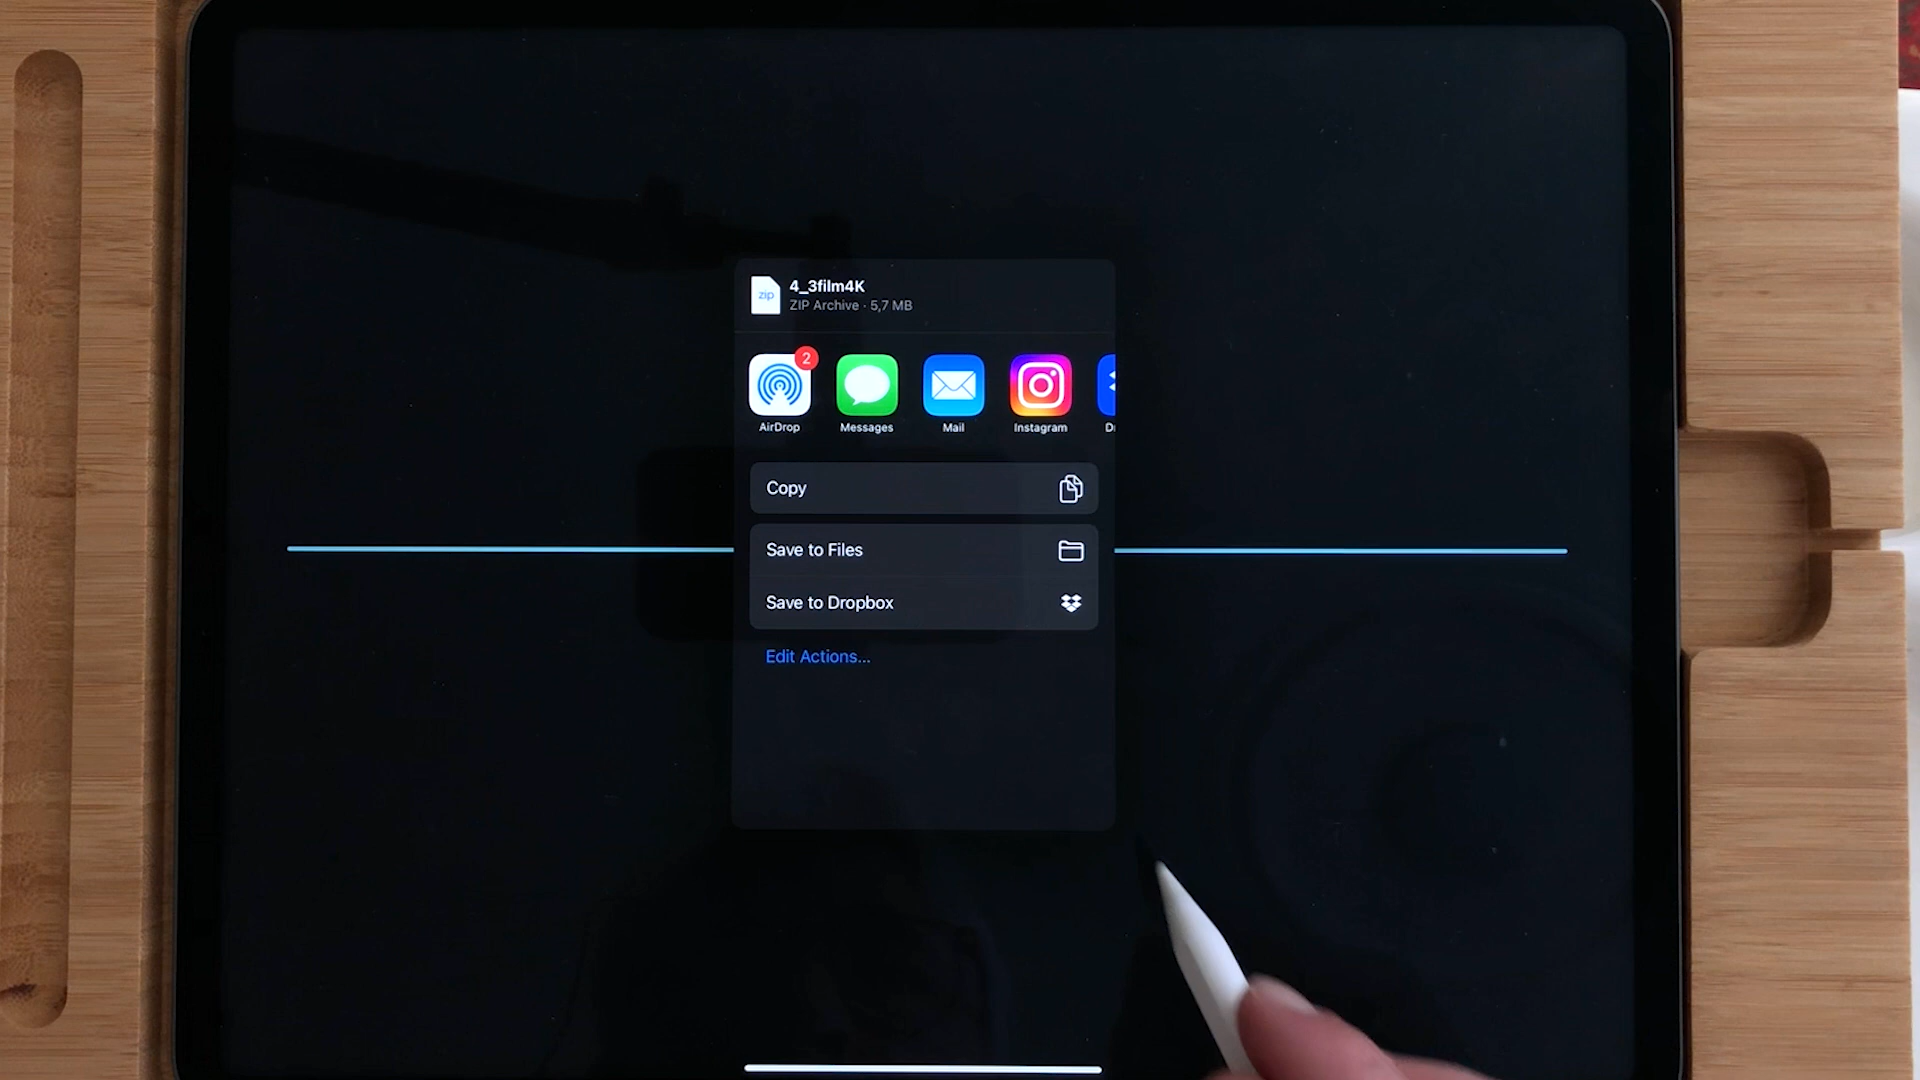 zip
4_3film4K
ZIP Archive · 5,7 MB
2
AirDrop
Messages
Mail
Instagram
Copy
Save to Files
Save to Dropbox
Edit Actions...